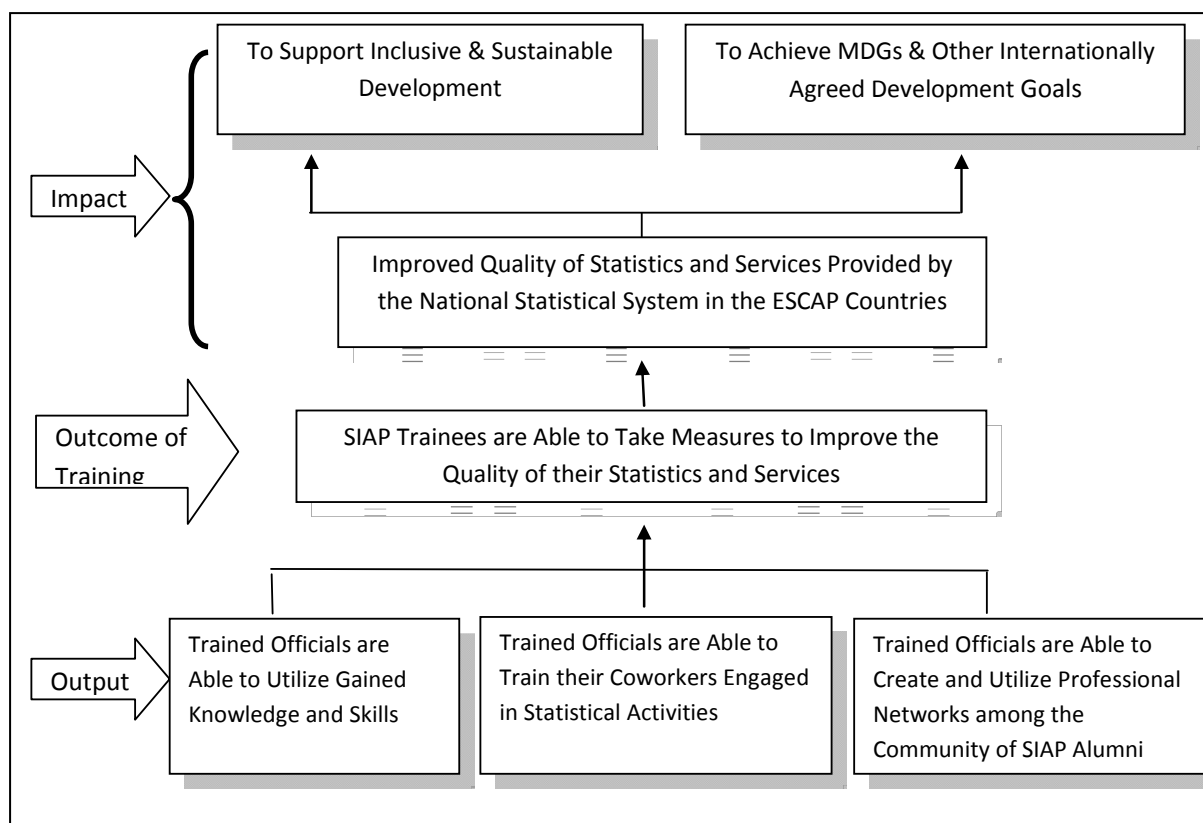 To Support Inclusive & Sustainable
Development
To Achieve MDGs & Other Internationally
Agreed Development Goals
Impact
Improved Quality of Statistics and Services Provided by
the National Statistical System in the ESCAP Countries
Outcome of
Training
SIAP Trainees are Able to Take Measures to Improve the
Quality of their Statistics and Services
Output
Trained Officials are
Able to Utilize Gained
Knowledge and Skills
Trained Officials are Able to
Train their Coworkers Engaged
in Statistical Activities
Trained Officials are Able to
Create and Utilize Professional
Networks among the
Community of SIAP Alumni